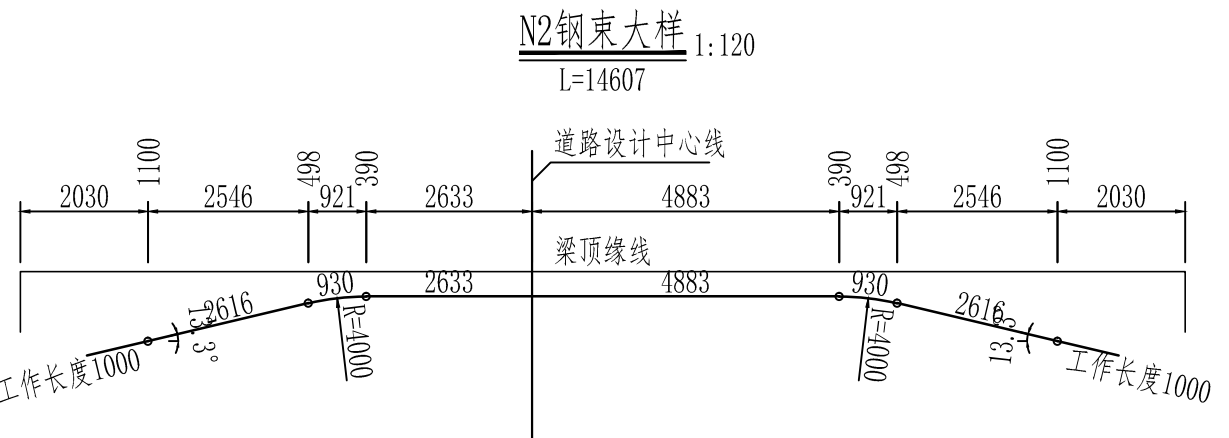 N2钢束大样 1:120
L=14607
道路设计中心线
1100 498 390 390 498 1100
2030 2546 921 2633 4883 921 2546 2030
梁顶缘线
2616 930 2633 4883 930 2616
13.3° R=4000 R=4000 13.3
工作长度1000 工作长度1000